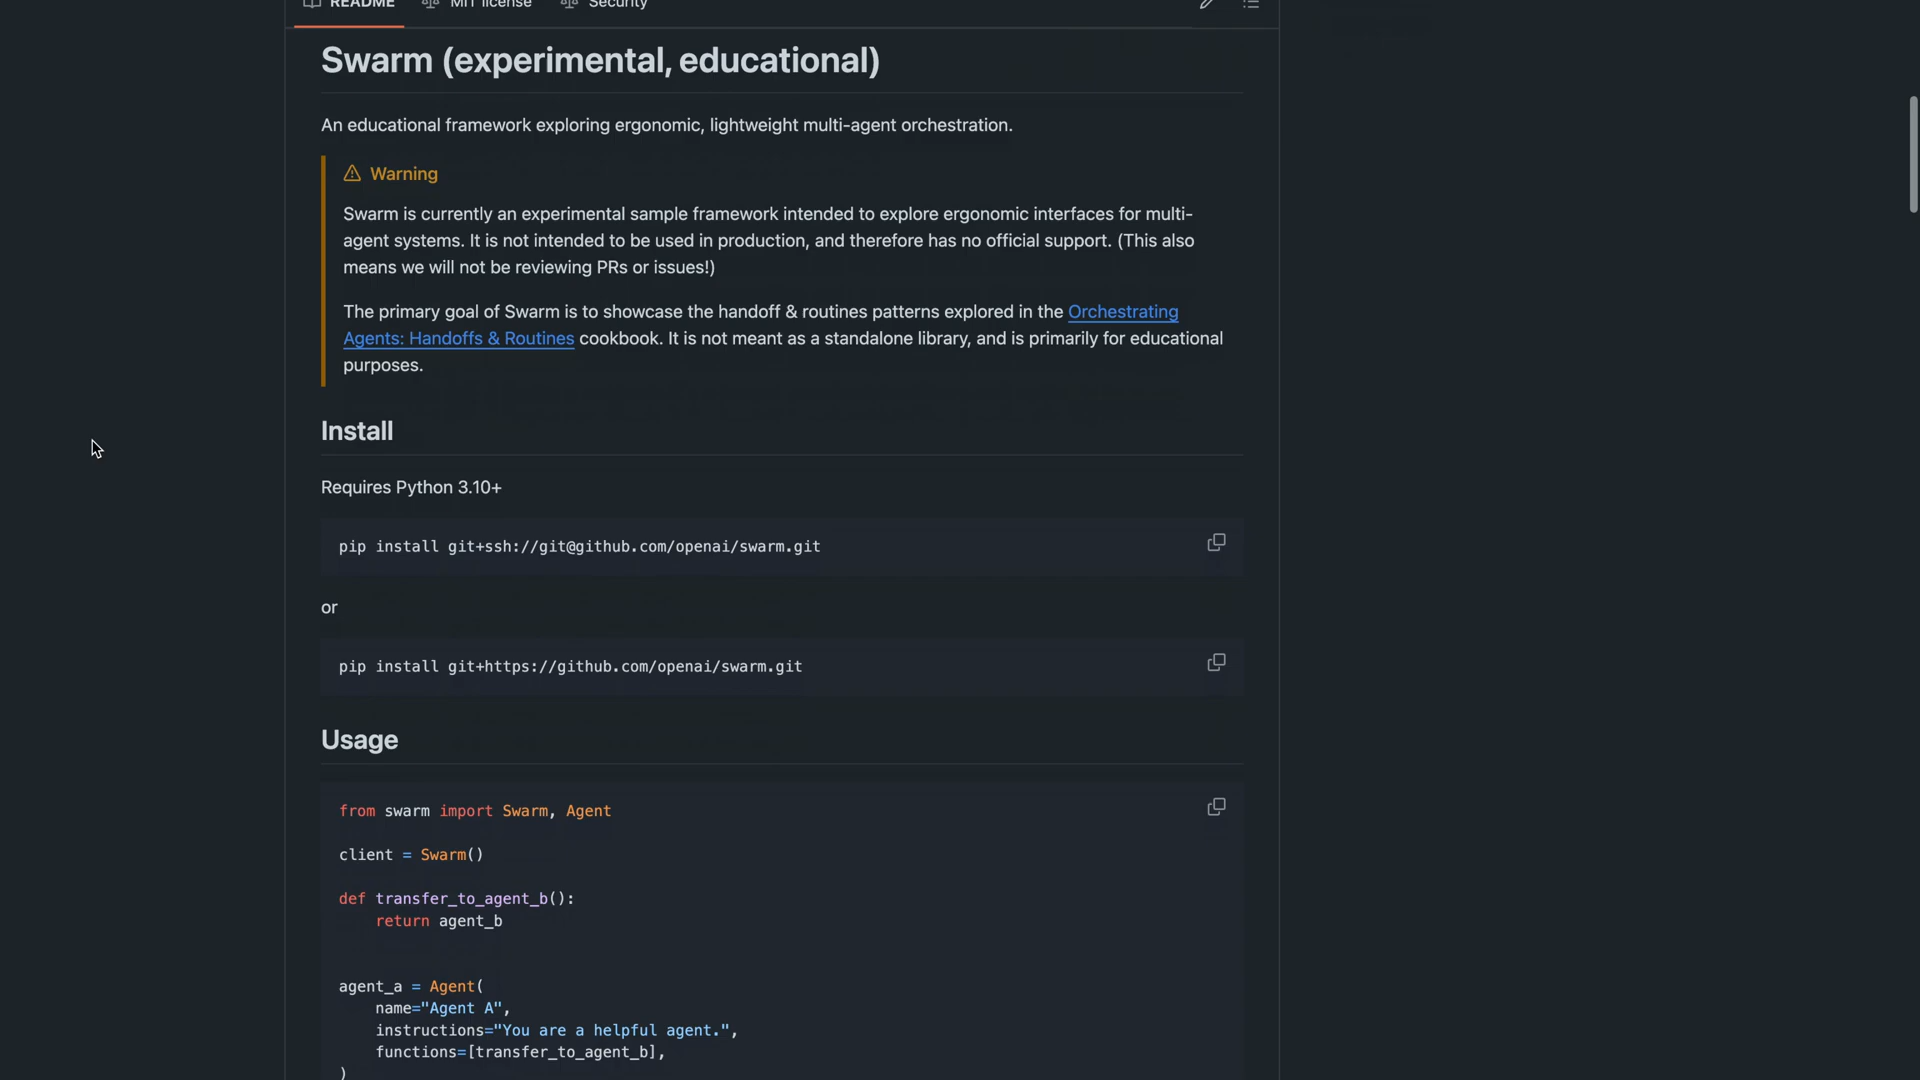 README MIT license Security
Swarm (experimental, educational)
An educational framework exploring ergonomic, lightweight multi-agent orchestration.
Warning
Swarm is currently an experimental sample framework intended to explore ergonomic interfaces for multi-
agent systems. It is not intended to be used in production, and therefore has no official support. (This also
means we will not be reviewing PRs or issues!)
The primary goal of Swarm is to showcase the handoff & routines patterns explored in the Orchestrating
Agents: Handoffs & Routines cookbook. It is not meant as a standalone library, and is primarily for educational
purposes.
Install
Requires Python 3.10+
pip install git+ssh://git@github.com/openai/swarm.git
or
pip install git+https://github.com/openai/swarm.git
Usage
from swarm import Swarm, Agent
client = Swarm()
def transfer_to_agent_b():
    return agent_b
agent_a = Agent(
    name="Agent A",
    instructions="You are a helpful agent.",
    functions=[transfer_to_agent_b],
)